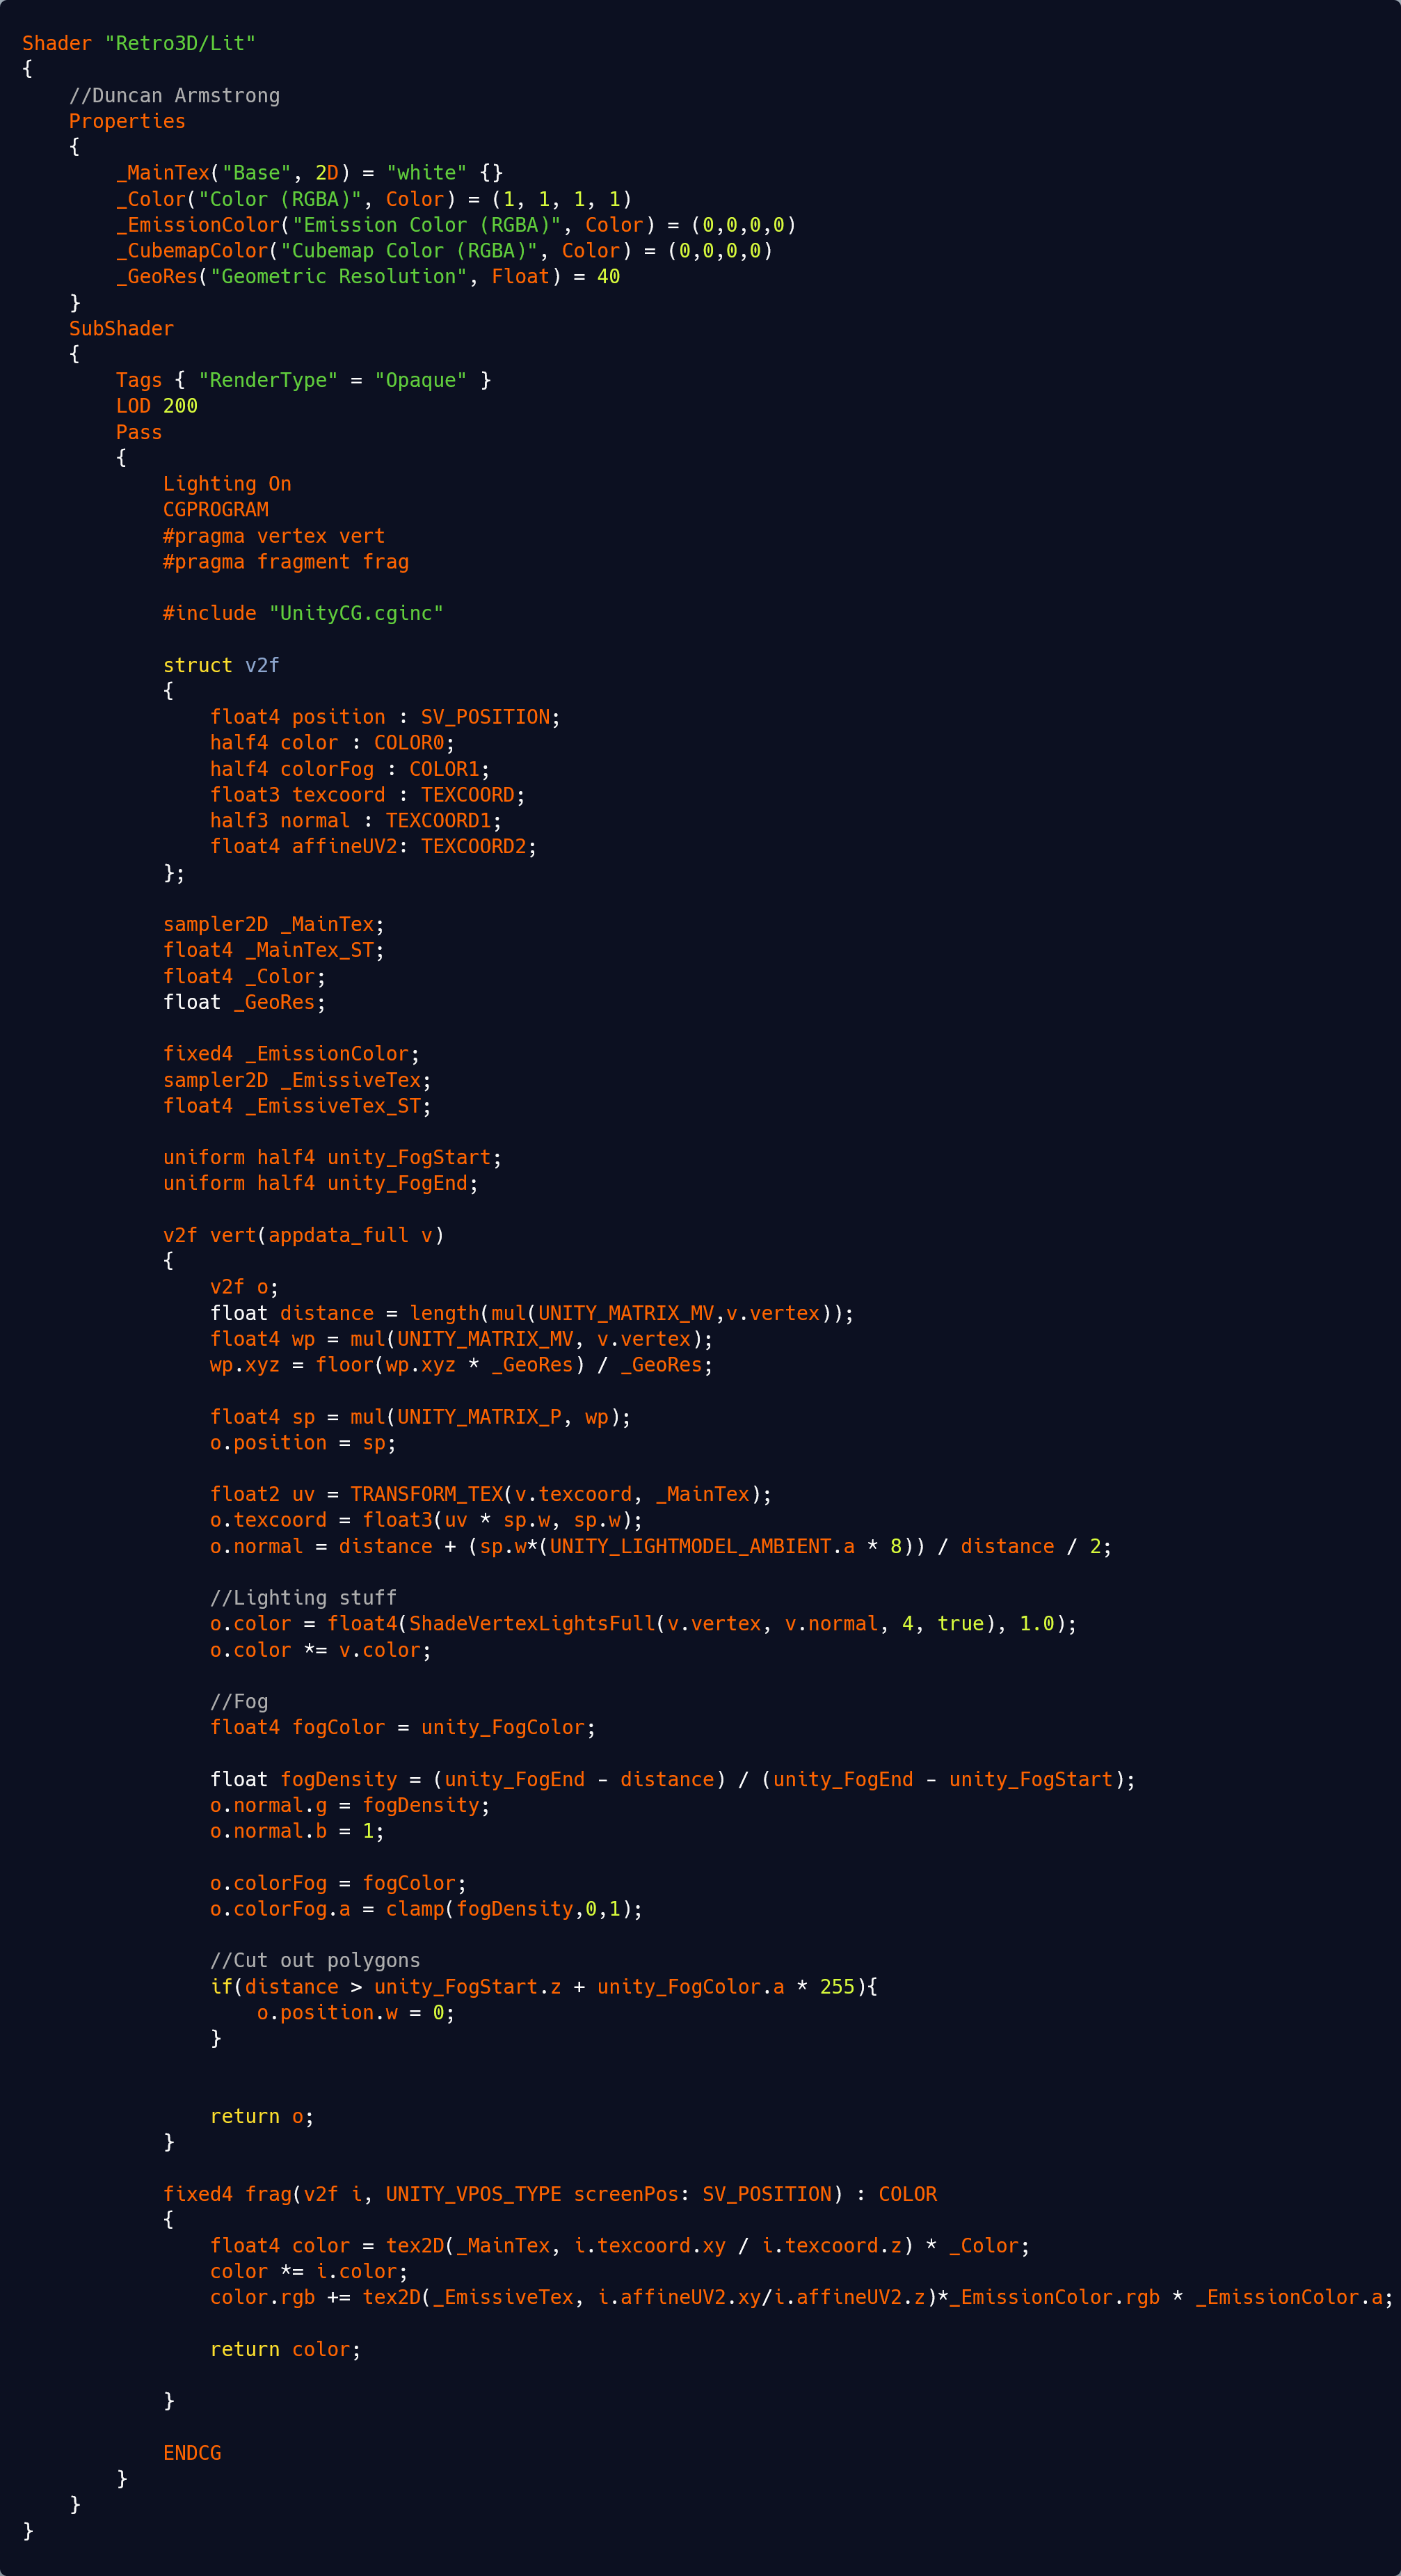 Shader "Retro3D/Lit"
{
    //Duncan Armstrong
    Properties
    {
        _MainTex("Base", 2D) = "white" {}
        _Color("Color (RGBA)", Color) = (1, 1, 1, 1)
        _EmissionColor("Emission Color (RGBA)", Color) = (0,0,0,0)
        _CubemapColor("Cubemap Color (RGBA)", Color) = (0,0,0,0)
        _GeoRes("Geometric Resolution", Float) = 40
    }
    SubShader
    {
        Tags { "RenderType" = "Opaque" }
        LOD 200
        Pass
        {
            Lighting On
            CGPROGRAM
            #pragma vertex vert
            #pragma fragment frag

            #include "UnityCG.cginc"

            struct v2f
            {
                float4 position : SV_POSITION;
                half4 color : COLOR0;
                half4 colorFog : COLOR1;
                float3 texcoord : TEXCOORD;
                half3 normal : TEXCOORD1;
                float4 affineUV2: TEXCOORD2;
            };

            sampler2D _MainTex;
            float4 _MainTex_ST;
            float4 _Color;
            float _GeoRes;

            fixed4 _EmissionColor;
            sampler2D _EmissiveTex;
            float4 _EmissiveTex_ST;

            uniform half4 unity_FogStart;
            uniform half4 unity_FogEnd;

            v2f vert(appdata_full v)
            {
                v2f o;
                float distance = length(mul(UNITY_MATRIX_MV,v.vertex));
                float4 wp = mul(UNITY_MATRIX_MV, v.vertex);
                wp.xyz = floor(wp.xyz * _GeoRes) / _GeoRes;

                float4 sp = mul(UNITY_MATRIX_P, wp);
                o.position = sp;

                float2 uv = TRANSFORM_TEX(v.texcoord, _MainTex);
                o.texcoord = float3(uv * sp.w, sp.w);
                o.normal = distance + (sp.w*(UNITY_LIGHTMODEL_AMBIENT.a * 8)) / distance / 2;

                //Lighting stuff
                o.color = float4(ShadeVertexLightsFull(v.vertex, v.normal, 4, true), 1.0);
                o.color *= v.color;

                //Fog
                float4 fogColor = unity_FogColor;

                float fogDensity = (unity_FogEnd - distance) / (unity_FogEnd - unity_FogStart);
                o.normal.g = fogDensity;
                o.normal.b = 1;

                o.colorFog = fogColor;
                o.colorFog.a = clamp(fogDensity,0,1);

                //Cut out polygons
                if(distance > unity_FogStart.z + unity_FogColor.a * 255){
                    o.position.w = 0;
                }


                return o;
            }

            fixed4 frag(v2f i, UNITY_VPOS_TYPE screenPos: SV_POSITION) : COLOR
            {
                float4 color = tex2D(_MainTex, i.texcoord.xy / i.texcoord.z) * _Color;
                color *= i.color;
                color.rgb += tex2D(_EmissiveTex, i.affineUV2.xy/i.affineUV2.z)*_EmissionColor.rgb * _EmissionColor.a;

                return color;

            }

            ENDCG
        }
    }
}